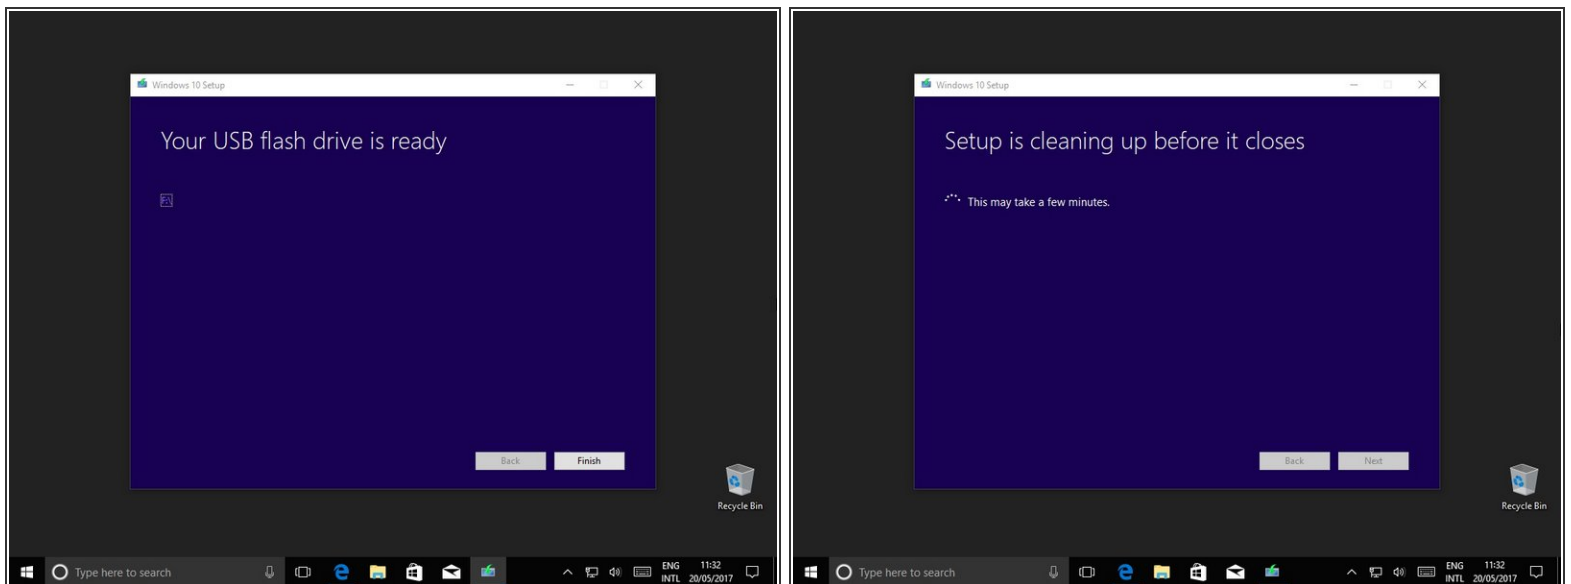 Windows 10 Setup
Your USB flash drive is ready
F:\
Back
Finish
Recycle Bin
Type here to search
ENG
INTL
11:32
20/05/2017
Windows 10 Setup
Setup is cleaning up before it closes
This may take a few minutes.
Back
Next
Recycle Bin
Type here to search
ENG
INTL
11:32
20/05/2017